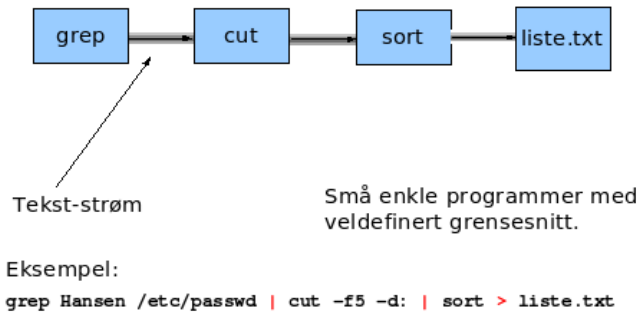 grep
cut
sort
liste.txt
Tekst-strøm
Små enkle programmer med
veldefinert grensesnitt.
Eksempel:
grep Hansen /etc/passwd | cut -f5 -d: | sort > liste.txt